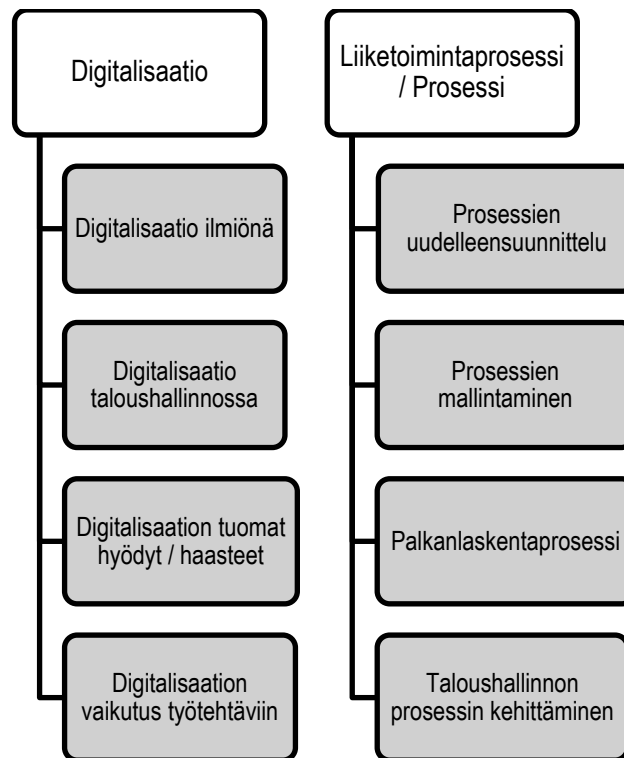 Digitalisaatio
Digitalisaatio ilmiönä
Digitalisaatio
taloushallinnossa
Digitalisaation tuomat
hyödyt / haasteet
Digitalisaation
vaikutus työtehtäviin
Liiketoimintaprosessi
/ Prosessi
Prosessien
uudelleensuunnittelu
Prosessien
mallintaminen
Palkanlaskentaprosessi
Taloushallinnon
prosessin kehittäminen